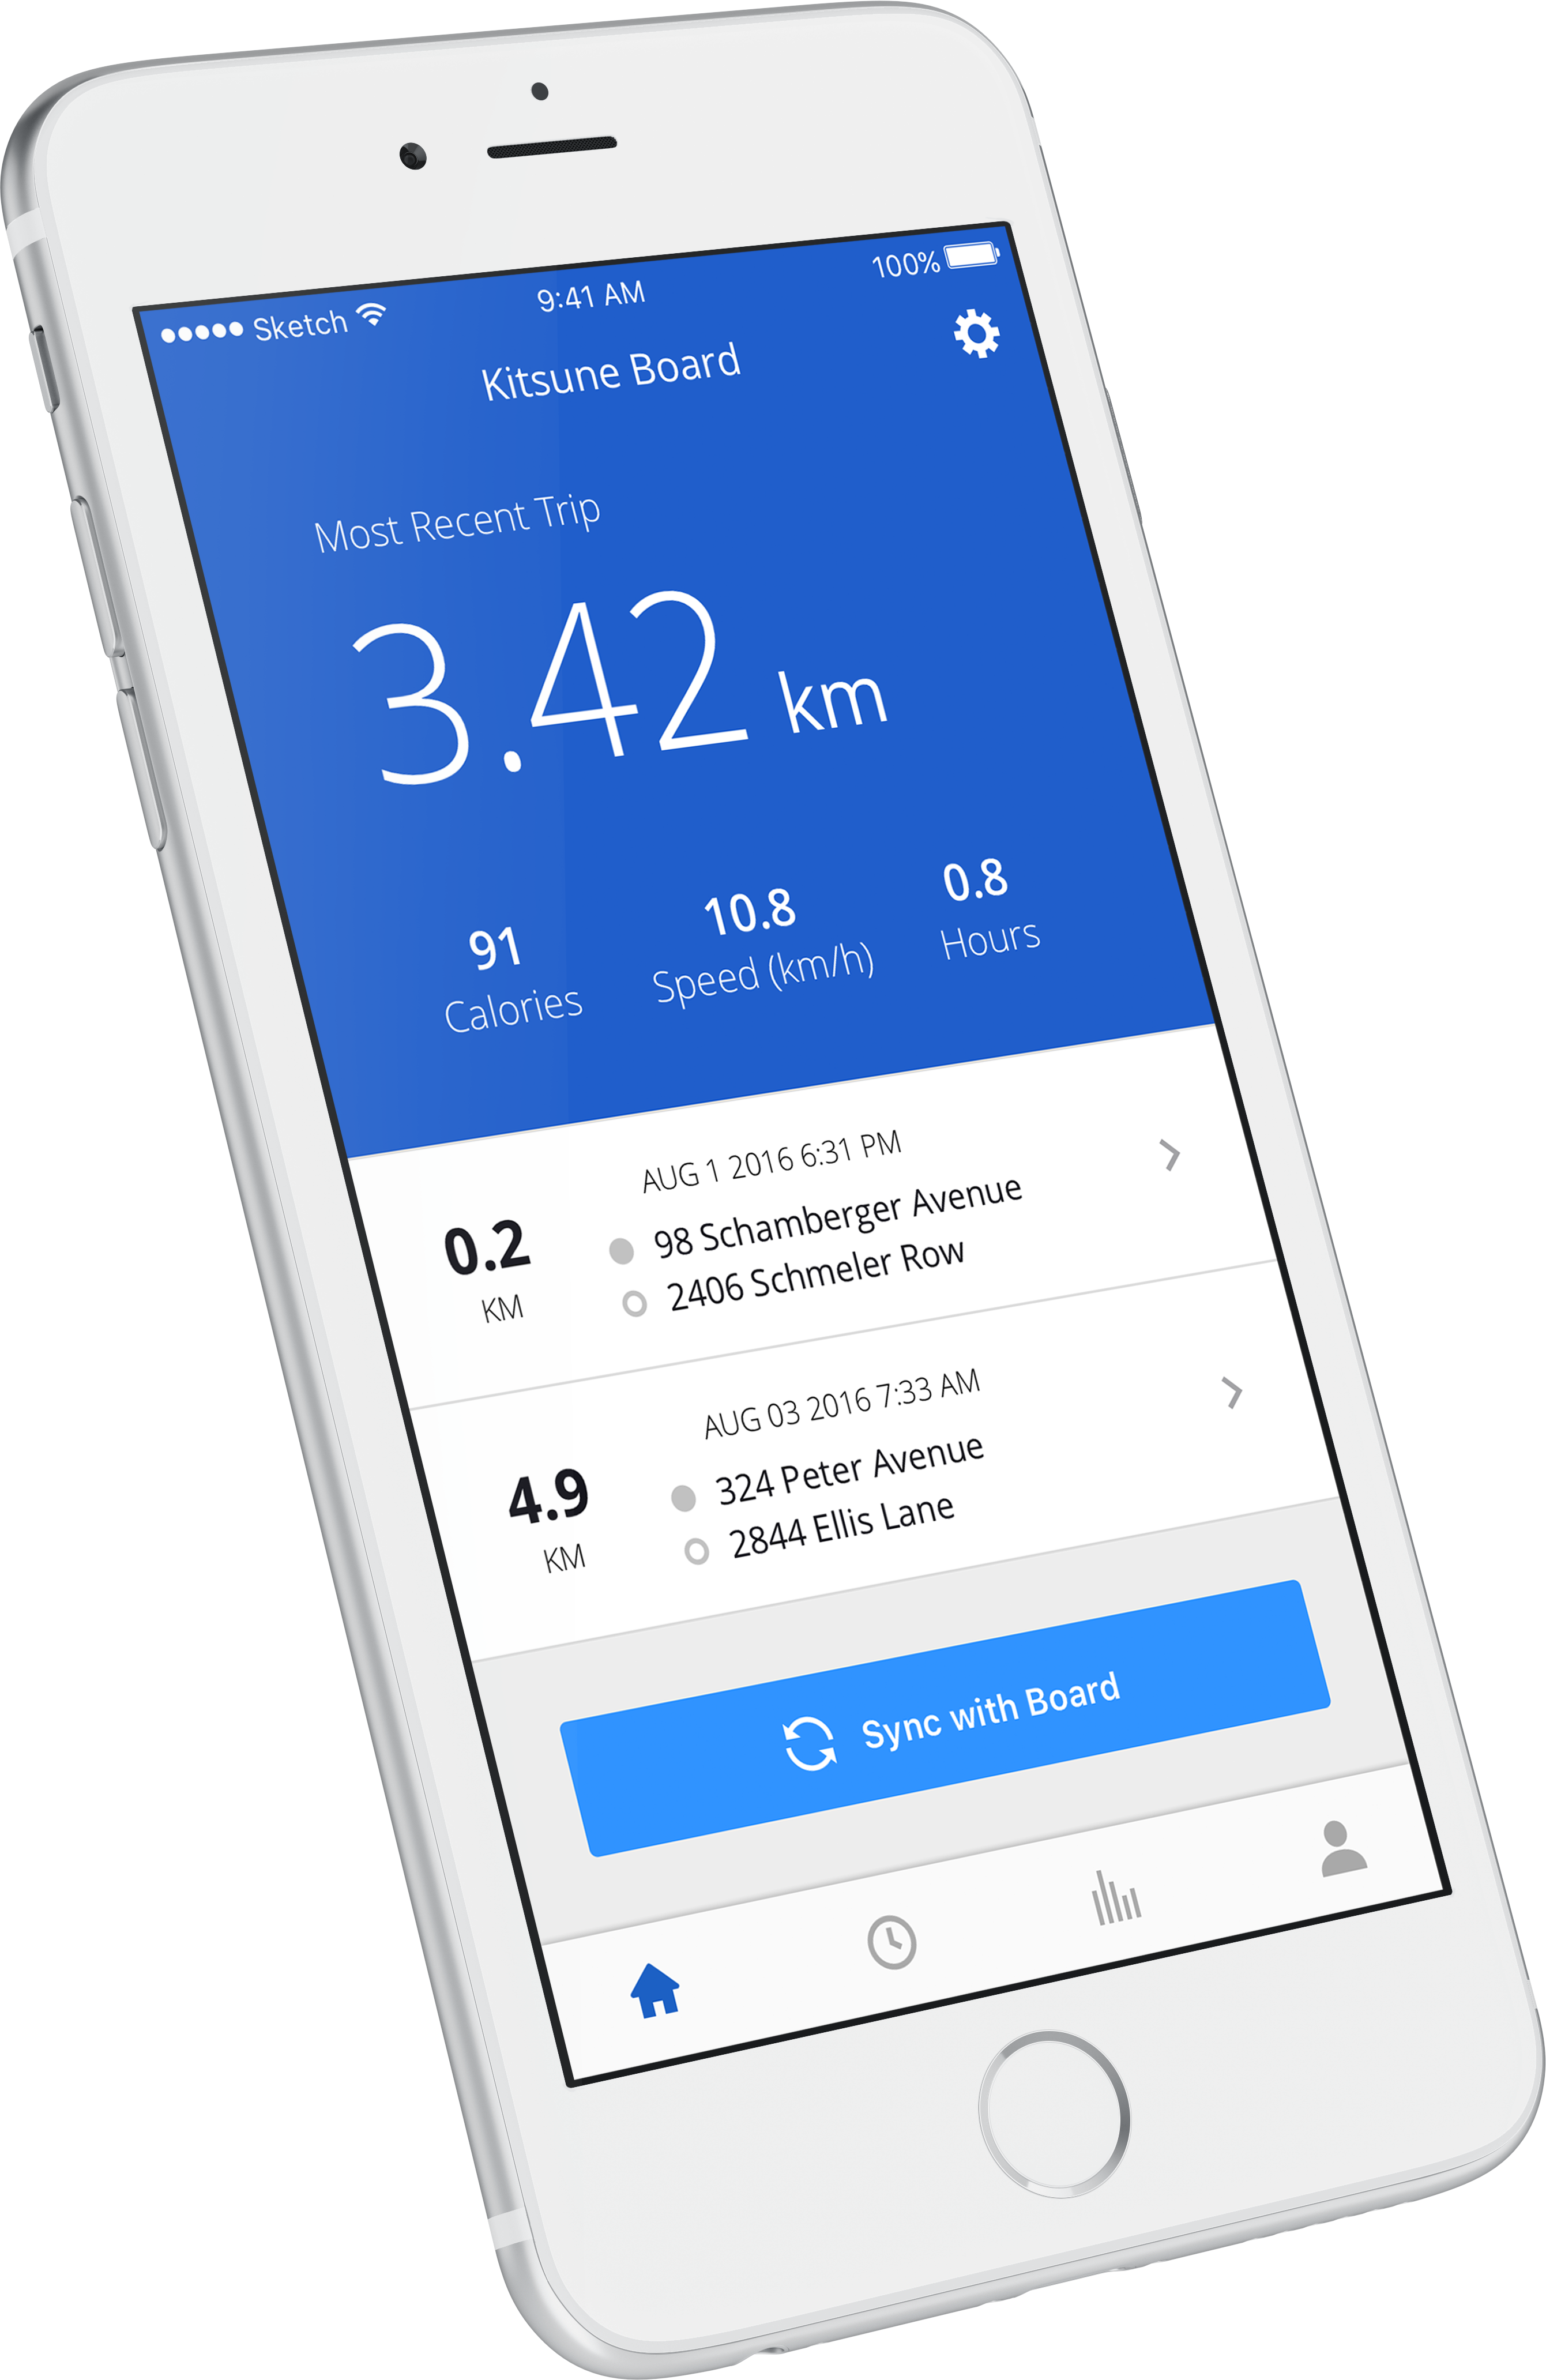 Sketch 9:41 AM 100%
Kitsune Board
Most Recent Trip
3.42 km
91 10.8 0.8
Calories Speed (km/h) Hours
AUG 1 2016 6:31 PM
0.2 KM
98 Schamberger Avenue
2406 Schmeler Row
AUG 03 2016 7:33 AM
4.9 KM
324 Peter Avenue
2844 Ellis Lane
Sync with Board